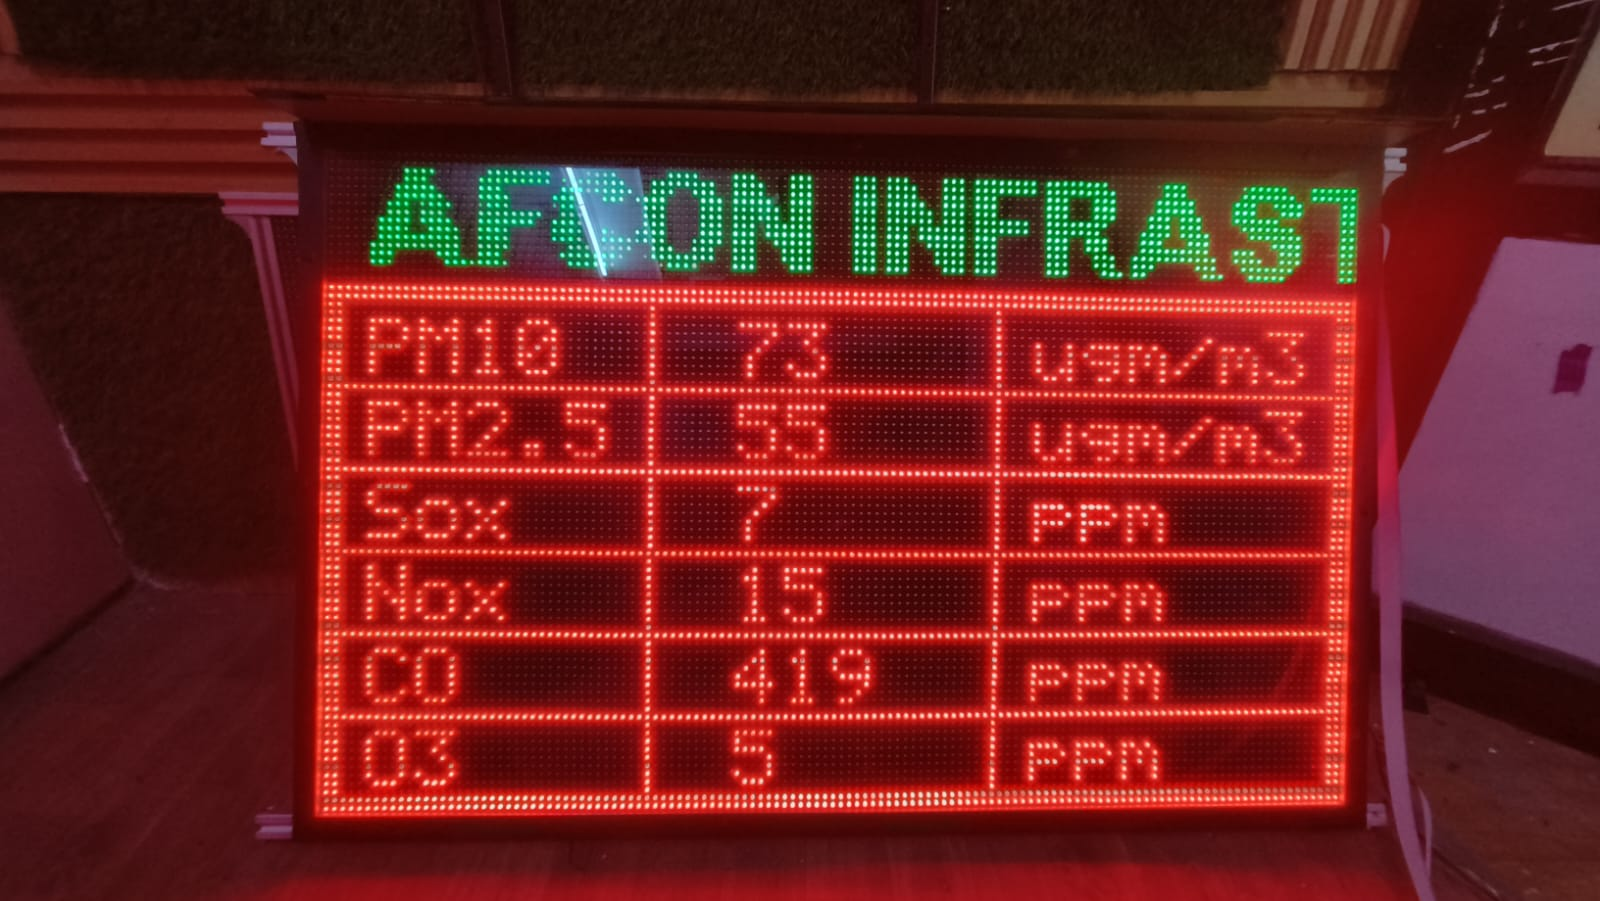 AFCON INFRAST
PM10 73 ugm/m3
PM2.5 55 ugm/m3
Sox 7 PPM
Nox 15 PPM
CO 419 PPM
O3 5 PPM